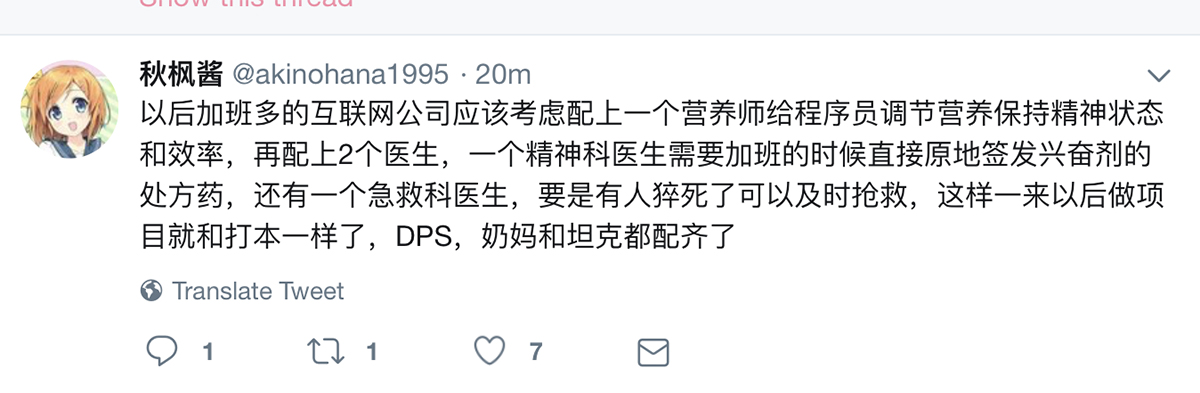 Show this thread
秋枫酱 @akinohana1995 · 20m
以后加班多的互联网公司应该考虑配上一个营养师给程序员调节营养保持精神状态
和效率，再配上2个医生，一个精神科医生需要加班的时候直接原地签发兴奋剂的
处方药，还有一个急救科医生，要是有人猝死了可以及时抢救，这样一来以后做项
目就和打本一样了，DPS，奶妈和坦克都配齐了
Translate Tweet
1 1 7